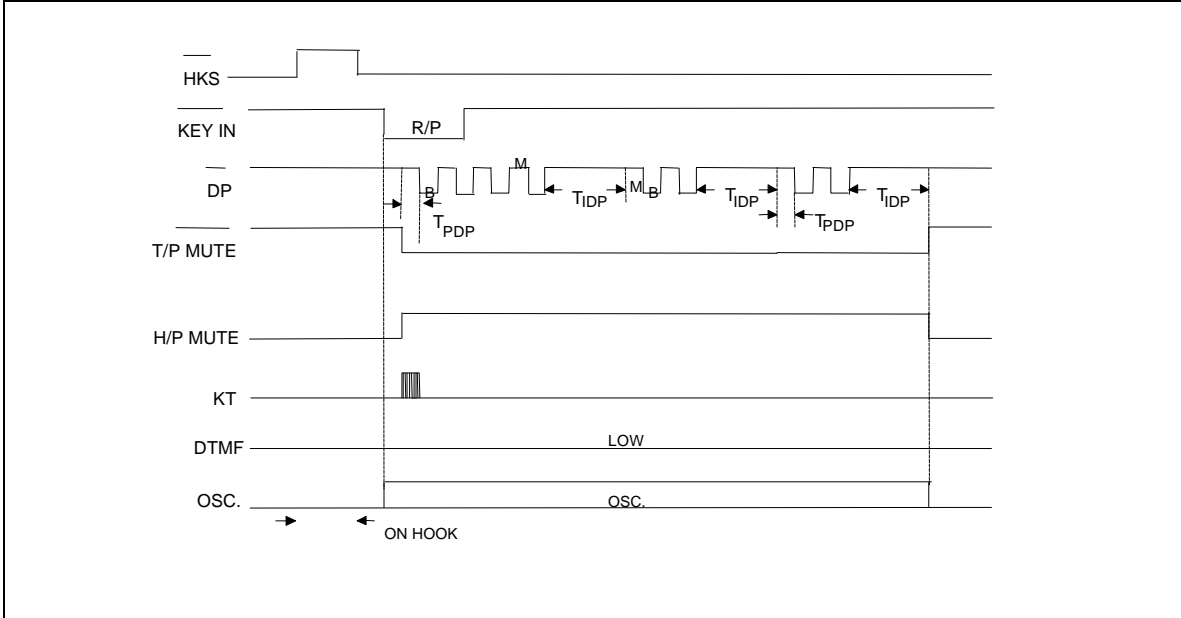 HKS
KEY IN
R/P
DP
B
M
TIDP
M
B
TIDP
TIDP
TPDP
TPDP
T/P MUTE
H/P MUTE
KT
DTMF
LOW
OSC.
OSC.
ON HOOK